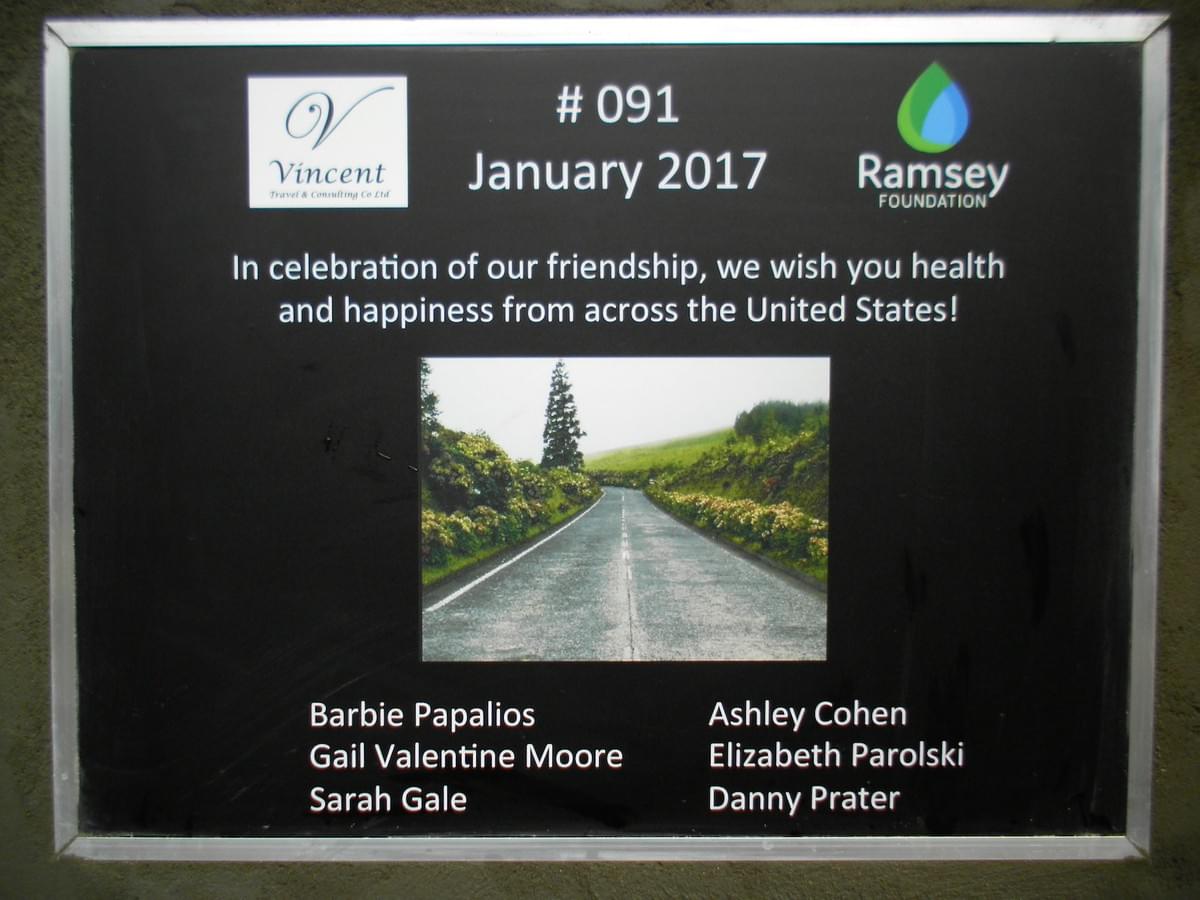 V
Vincent
Travel & Consulting Co Ltd
# 091
January 2017
Ramsey
FOUNDATION
In celebration of our friendship, we wish you health
and happiness from across the United States!
Barbie Papalios
Gail Valentine Moore
Sarah Gale
Ashley Cohen
Elizabeth Parolski
Danny Prater